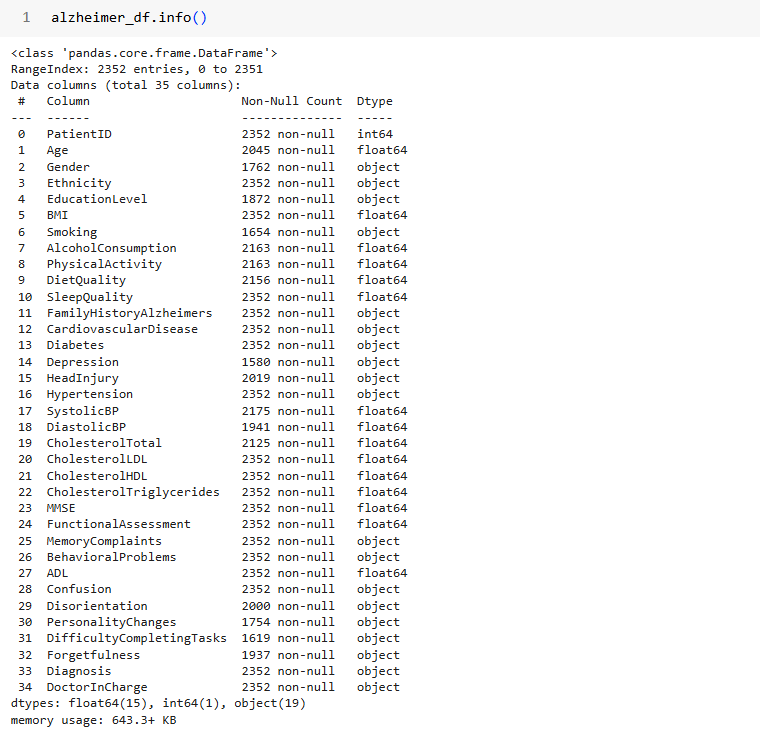 1 alzheimer_df.info()
<class 'pandas.core.frame.DataFrame'>
RangeIndex: 2352 entries, 0 to 2351
Data columns (total 35 columns):
# Column Non-Null Count Dtype
--- ------ -------------- -----
0 PatientID 2352 non-null int64
1 Age 2045 non-null float64
2 Gender 1762 non-null object
3 Ethnicity 2352 non-null object
4 EducationLevel 1872 non-null object
5 BMI 2352 non-null float64
6 Smoking 1654 non-null object
7 AlcoholConsumption 2163 non-null float64
8 PhysicalActivity 2163 non-null float64
9 DietQuality 2156 non-null float64
10 SleepQuality 2352 non-null float64
11 FamilyHistoryAlzheimers 2352 non-null object
12 CardiovascularDisease 2352 non-null object
13 Diabetes 2352 non-null object
14 Depression 1580 non-null object
15 HeadInjury 2019 non-null object
16 Hypertension 2352 non-null object
17 SystolicBP 2175 non-null float64
18 DiastolicBP 1941 non-null float64
19 CholesterolTotal 2125 non-null float64
20 CholesterolLDL 2352 non-null float64
21 CholesterolHDL 2352 non-null float64
22 CholesterolTriglycerides 2352 non-null float64
23 MMSE 2352 non-null float64
24 FunctionalAssessment 2352 non-null float64
25 MemoryComplaints 2352 non-null object
26 BehavioralProblems 2352 non-null object
27 ADL 2352 non-null float64
28 Confusion 2352 non-null object
29 Disorientation 2000 non-null object
30 PersonalityChanges 1754 non-null object
31 DifficultyCompletingTasks 1619 non-null object
32 Forgetfulness 1937 non-null object
33 Diagnosis 2352 non-null object
34 DoctorInCharge 2352 non-null object
dtypes: float64(15), int64(1), object(19)
memory usage: 643.3+ KB